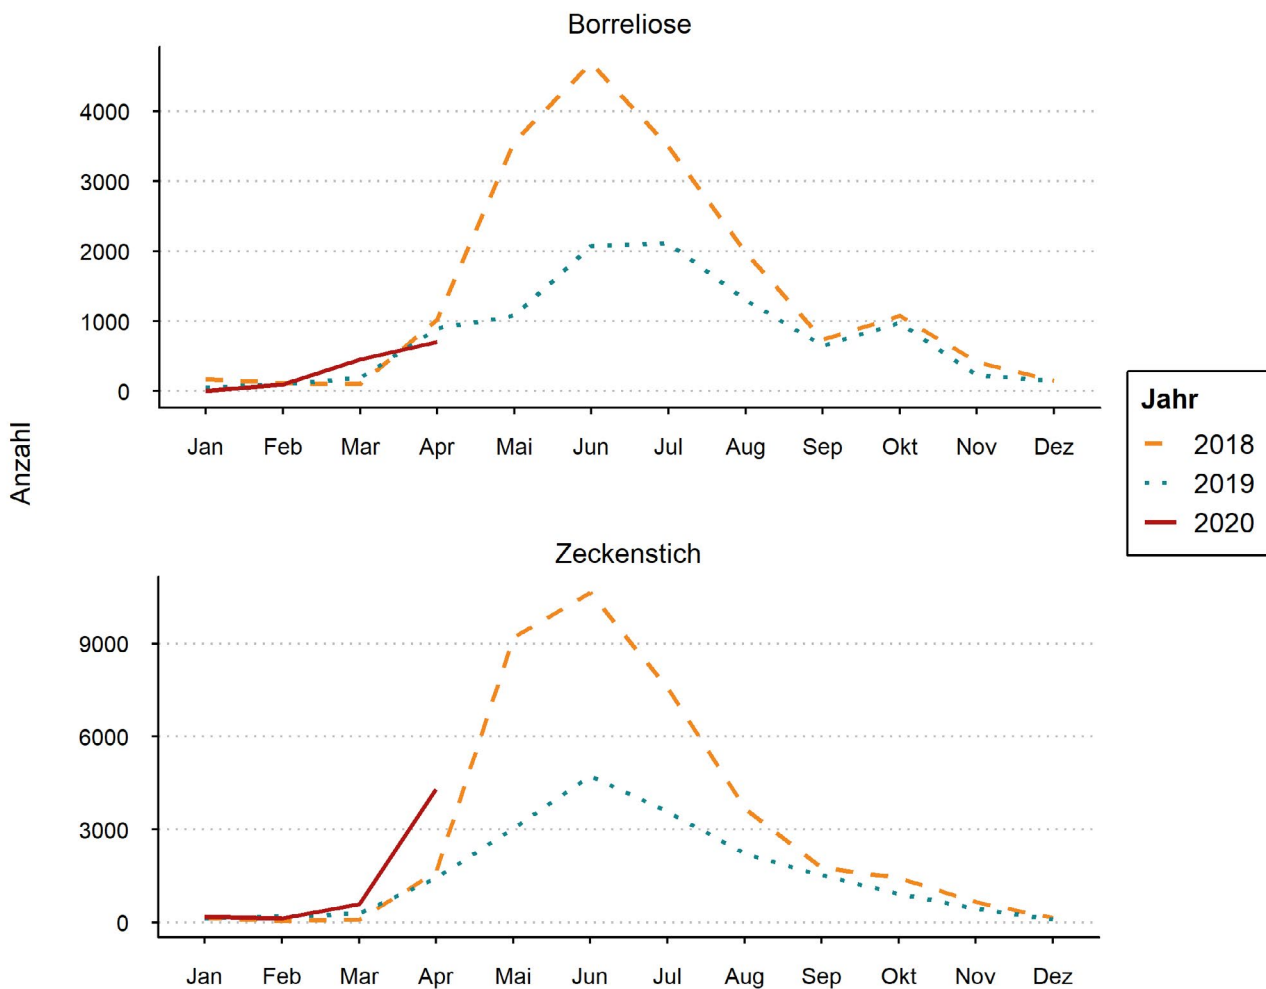 Borreliose
4000
3000
2000
1000
0
Jan Feb Mar Apr Mai Jun Jul Aug Sep Okt Nov Dez
Anzahl
Jahr
2018
2019
2020
Zeckenstich
9000
6000
3000
0
Jan Feb Mar Apr Mai Jun Jul Aug Sep Okt Nov Dez